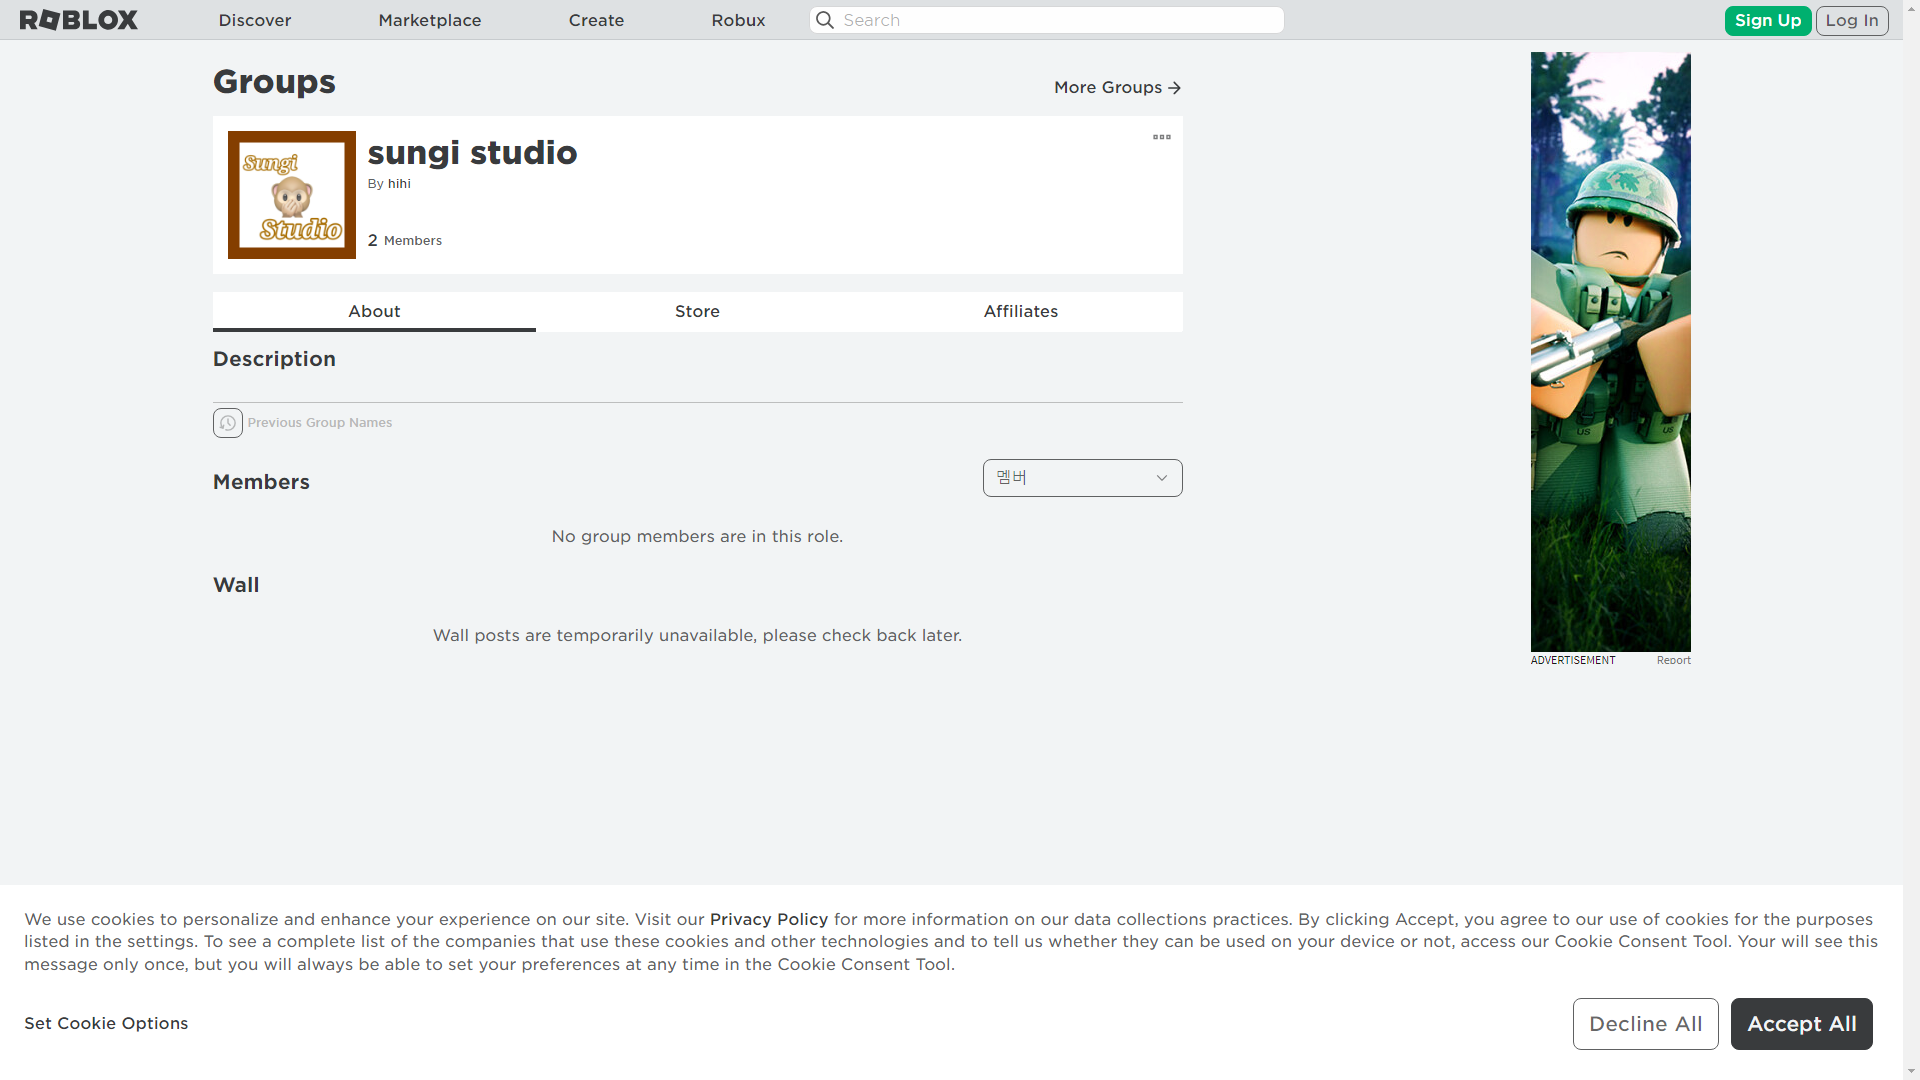 ROBLOX
Discover
Marketplace
Create
Robux
Search
Sign Up
Log In
Groups
More Groups
Sungi
Studio
sungi studio
By hihi
2 Members
About
Store
Affiliates
Description
Previous Group Names
Members
멤버
No group members are in this role.
Wall
Wall posts are temporarily unavailable, please check back later.
US
US
ADVERTISEMENT
Report
We use cookies to personalize and enhance your experience on our site. Visit our Privacy Policy for more information on our data collections practices. By clicking Accept, you agree to our use of cookies for the purposes
listed in the settings. To see a complete list of the companies that use these cookies and other technologies and to tell us whether they can be used on your device or not, access our Cookie Consent Tool. Your will see this
message only once, but you will always be able to set your preferences at any time in the Cookie Consent Tool.
Set Cookie Options
Decline All
Accept All